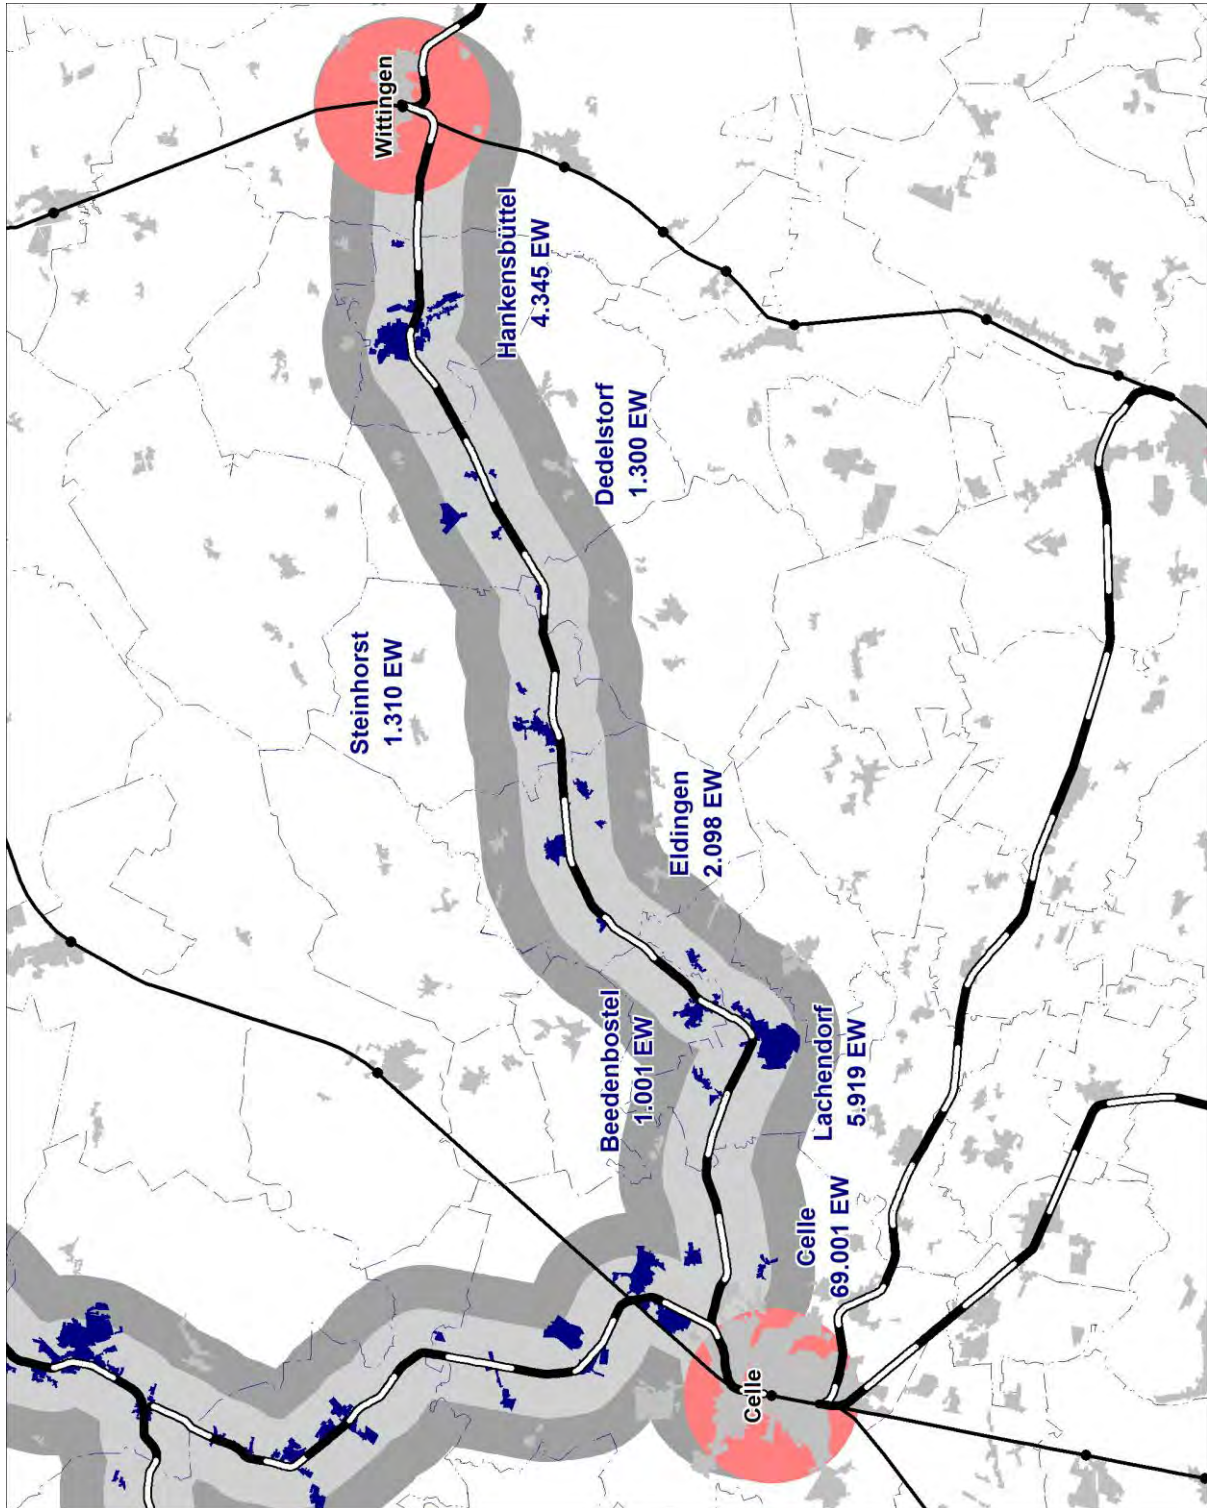 Wittingen
Hankensbüttel
4.345 EW
Dedelstorf
1.300 EW
Steinhorst
1.310 EW
Eldingen
2.098 EW
Beedenbostel
1.001 EW
Lachendorf
5.919 EW
Celle
69.001 EW
Celle